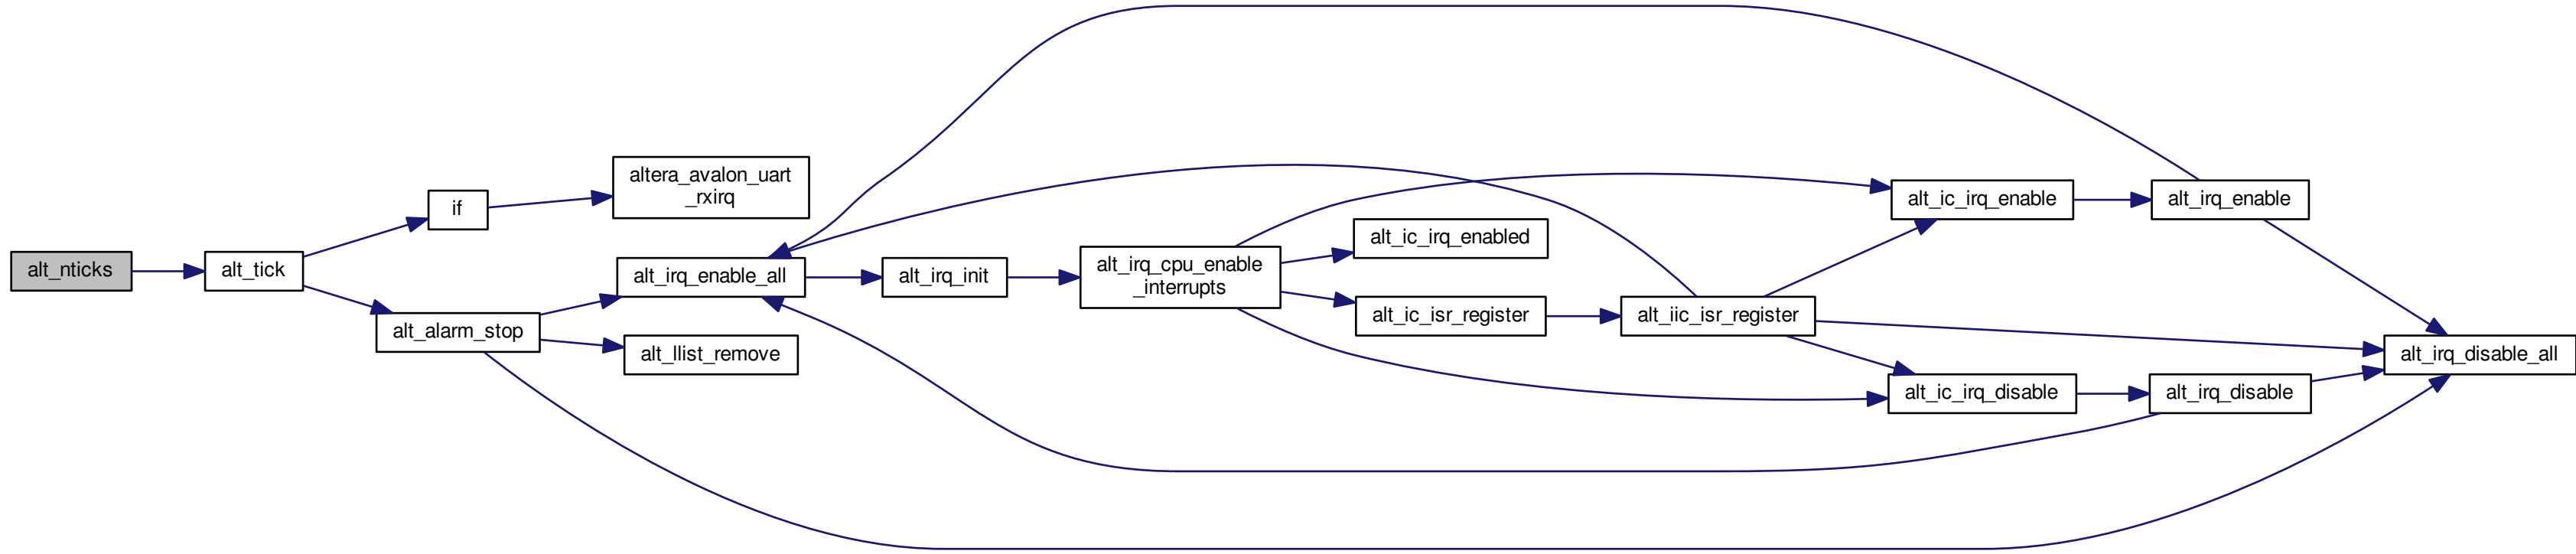 alt_nticks
alt_tick
if
altera_avalon_uart
_rxirq
alt_alarm_stop
alt_irq_enable_all
alt_llist_remove
alt_irq_init
alt_irq_cpu_enable
_interrupts
alt_ic_irq_enabled
alt_ic_isr_register
alt_iic_isr_register
alt_ic_irq_enable
alt_irq_enable
alt_ic_irq_disable
alt_irq_disable
alt_irq_disable_all